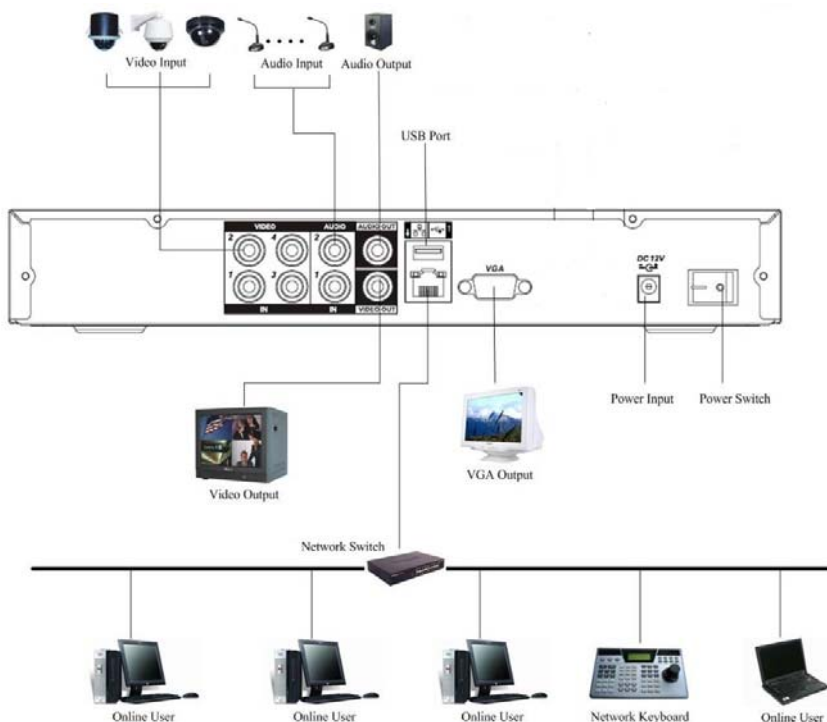 Video Input
Audio Input
Audio Output
USB Port
VIDEO
AUDIO
AUDIO OUT
2
4
2
1
3
1
IN
IN
VIDEO OUT
VGA
DC 12V
Power Input
Power Switch
Video Output
VGA Output
Network Switch
Online User
Online User
Online User
Network Keyboard
Online User